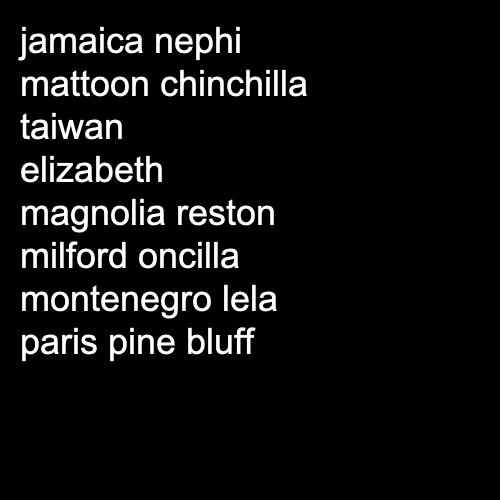 jamaica nephi
mattoon chinchilla
taiwan
elizabeth
magnolia reston
milford oncilla
montenegro lela
paris pine bluff